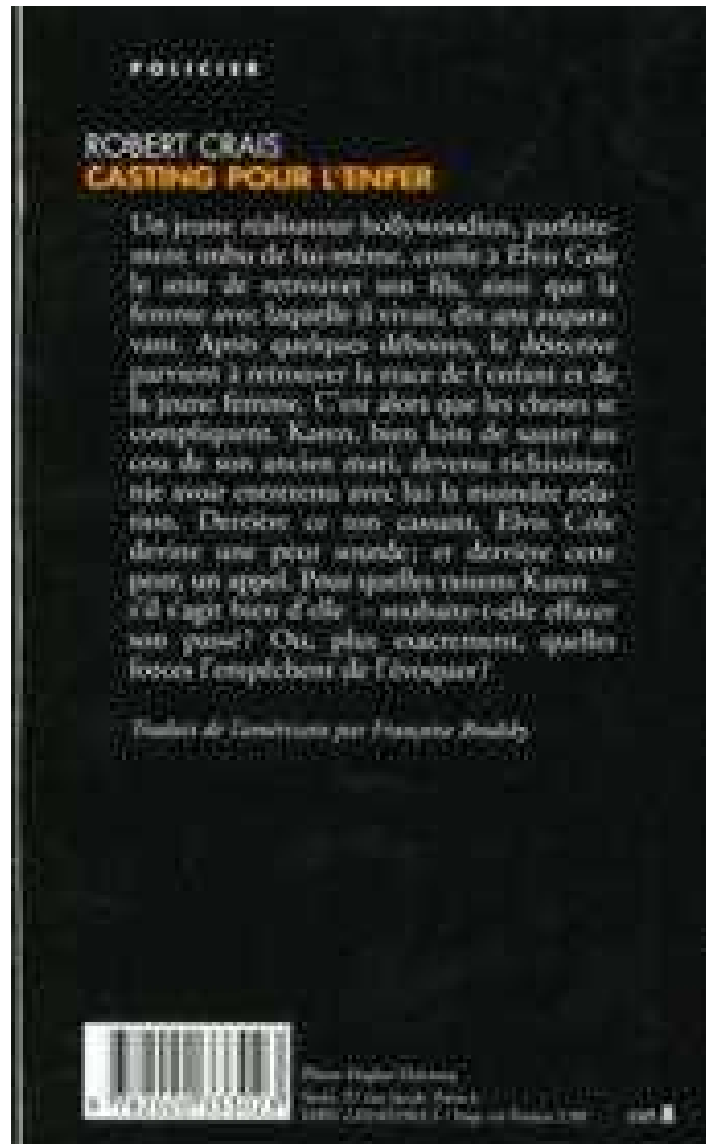 POLICIER
ROBERT CRAIS
CASTING POUR L'ENFER
Un jeune réalisateur hollywoodien, parfaite-
ment imbu de lui-même, confie à Elvis Cole
le soin de retrouver son fils, ainsi que la
femme avec laquelle il vivait, dix ans aupara-
vant. Après quelques déboires, le détective
parvient à retrouver la trace de l'enfant et de
la jeune femme. C'est alors que les choses se
compliquent. Karen, bien loin de sauter au
cou de son ancien mari, devenu richissime,
nie avoir entretenu avec lui la moindre rela-
tion. Derrière ce ton cassant, Elvis Cole
devine une peur sourde ; et derrière cette
peur, un appel. Pour quelles raisons Karen –
s'il s'agit bien d'elle – souhaite-t-elle effacer
son passé ? Ou, plus exactement, quelles
forces l'empêchent de l'évoquer ?
Traduit de l'américain par Françoise